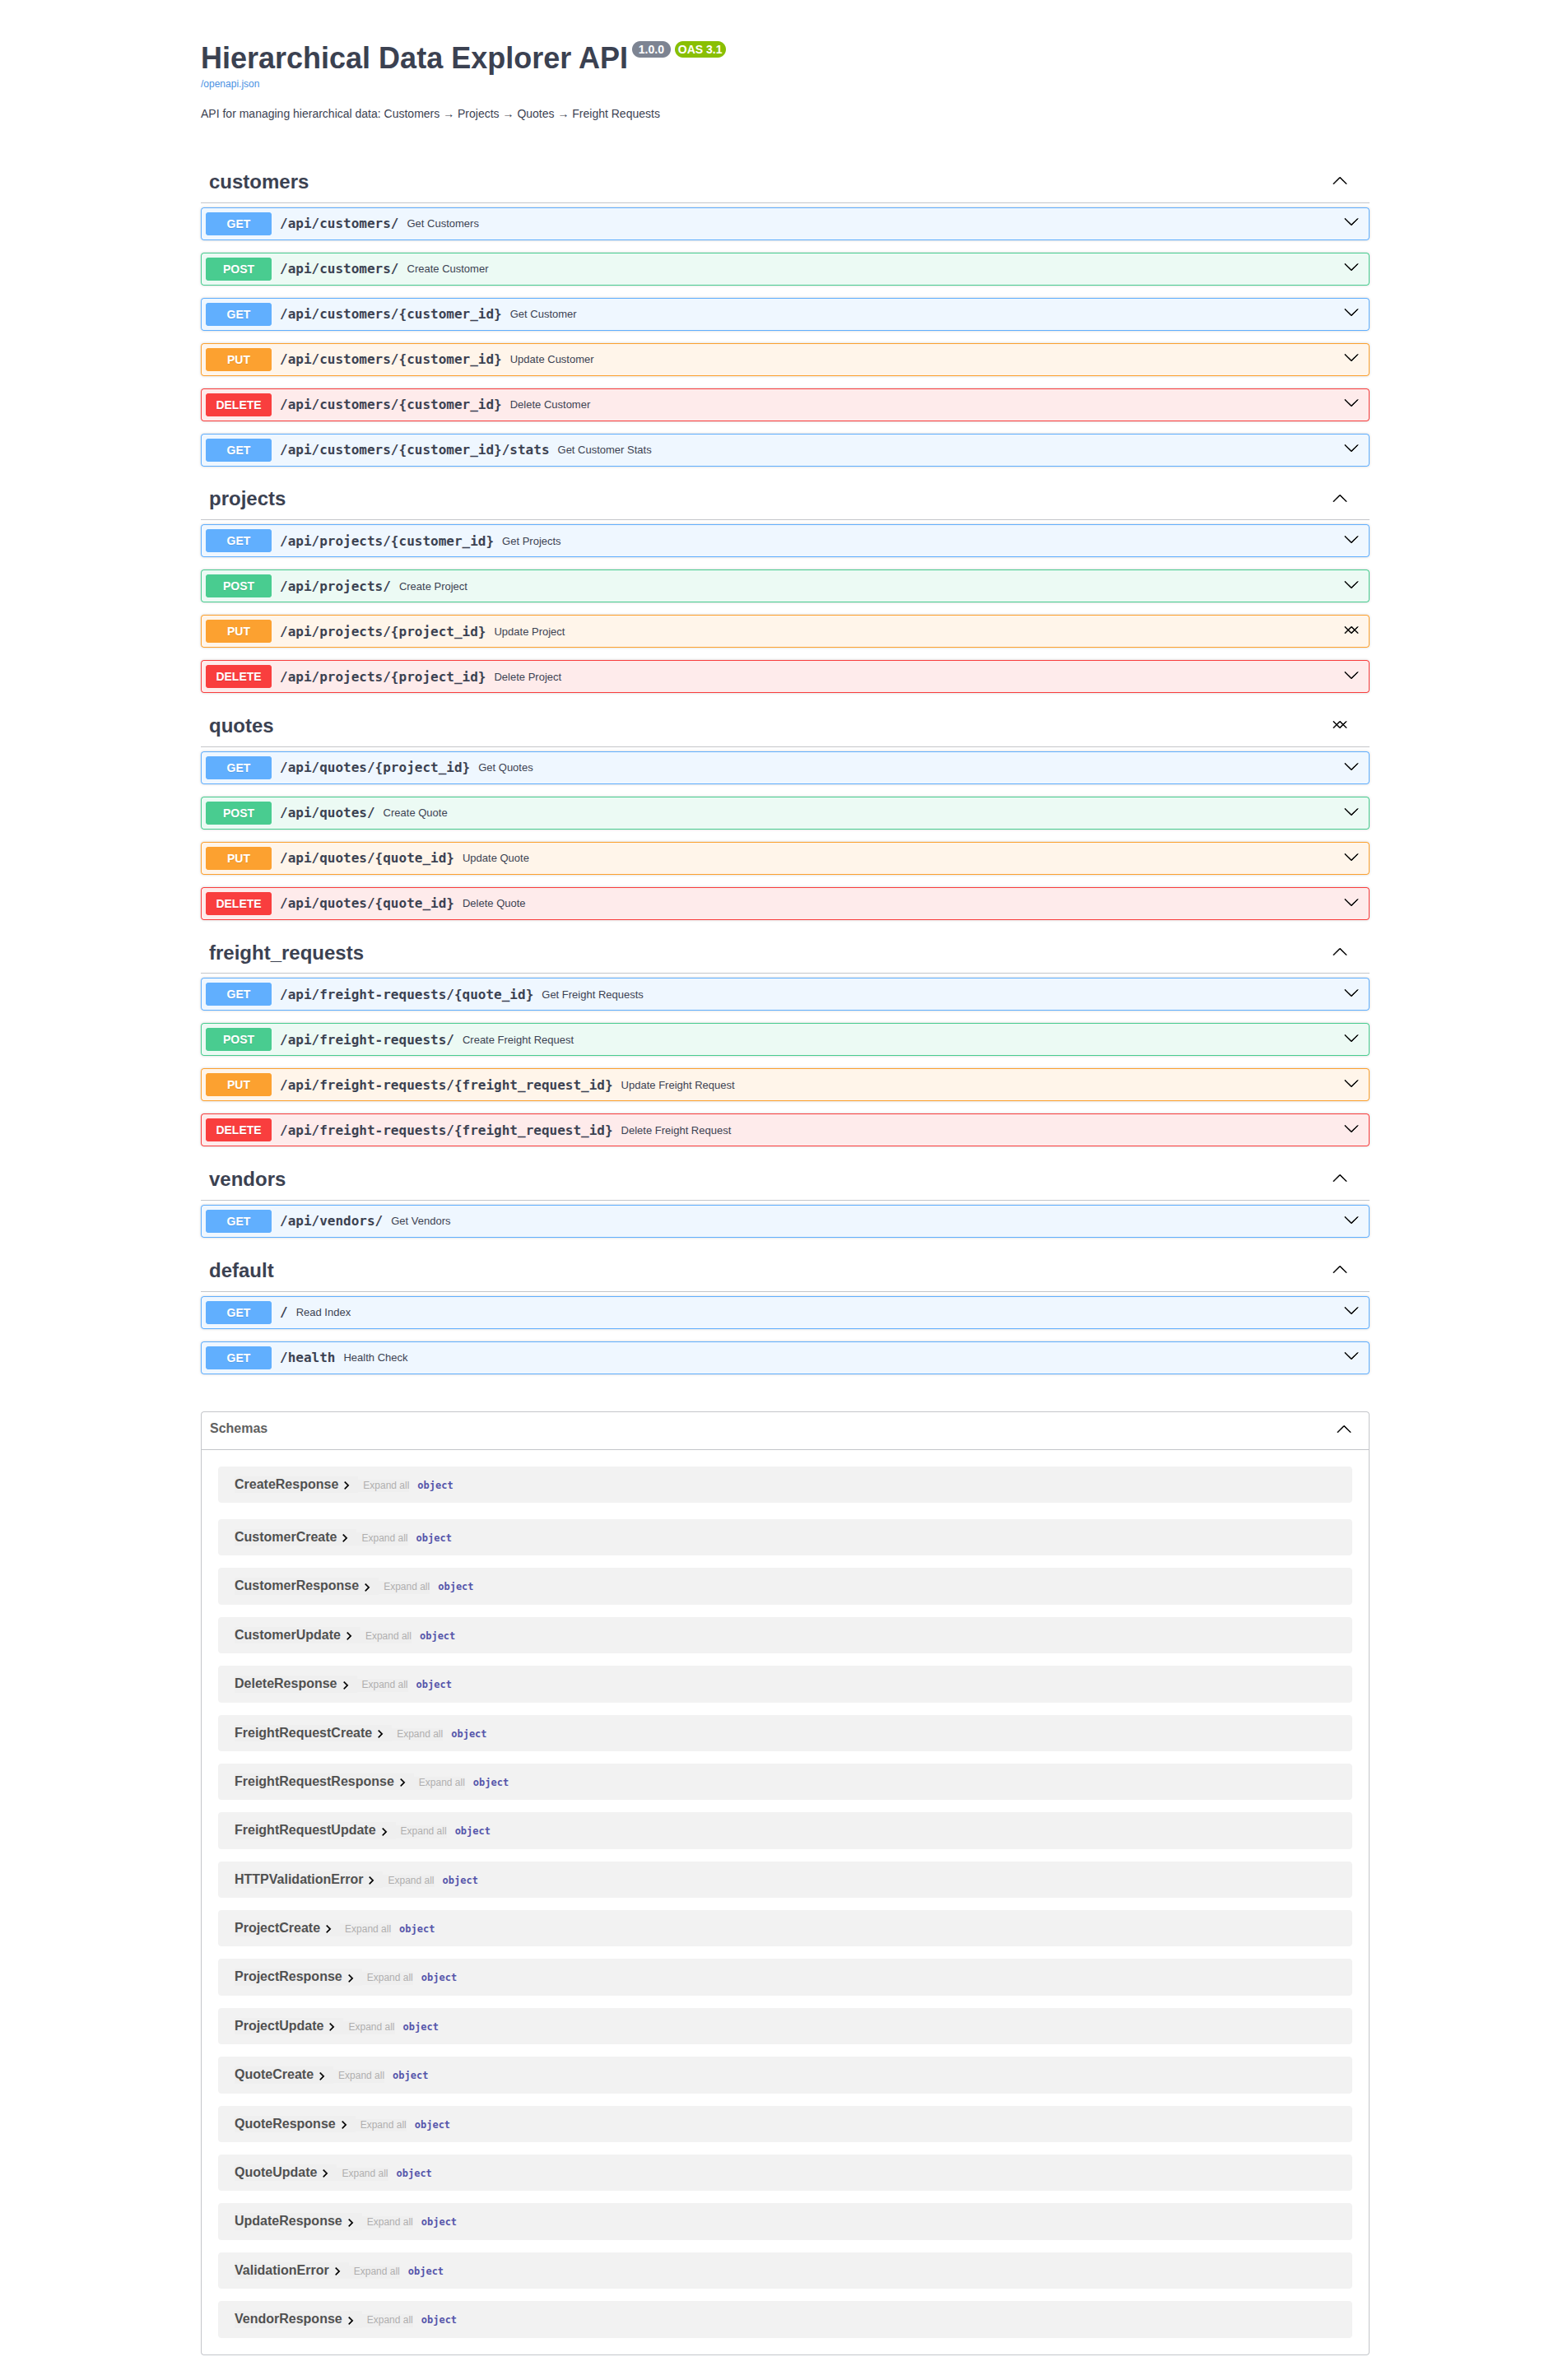 Hierarchical Data Explorer API 1.0.0 OAS 3.1
/openapi.json
API for managing hierarchical data: Customers → Projects → Quotes → Freight Requests
customers
GET /api/customers/ Get Customers
POST /api/customers/ Create Customer
GET /api/customers/{customer_id} Get Customer
PUT /api/customers/{customer_id} Update Customer
DELETE /api/customers/{customer_id} Delete Customer
GET /api/customers/{customer_id}/stats Get Customer Stats
projects
GET /api/projects/{customer_id} Get Projects
POST /api/projects/ Create Project
PUT /api/projects/{project_id} Update Project
DELETE /api/projects/{project_id} Delete Project
quotes
GET /api/quotes/{project_id} Get Quotes
POST /api/quotes/ Create Quote
PUT /api/quotes/{quote_id} Update Quote
DELETE /api/quotes/{quote_id} Delete Quote
freight_requests
GET /api/freight-requests/{quote_id} Get Freight Requests
POST /api/freight-requests/ Create Freight Request
PUT /api/freight-requests/{freight_request_id} Update Freight Request
DELETE /api/freight-requests/{freight_request_id} Delete Freight Request
vendors
GET /api/vendors/ Get Vendors
default
GET / Read Index
GET /health Health Check
Schemas
CreateResponse Expand all object
CustomerCreate Expand all object
CustomerResponse Expand all object
CustomerUpdate Expand all object
DeleteResponse Expand all object
FreightRequestCreate Expand all object
FreightRequestResponse Expand all object
FreightRequestUpdate Expand all object
HTTPValidationError Expand all object
ProjectCreate Expand all object
ProjectResponse Expand all object
ProjectUpdate Expand all object
QuoteCreate Expand all object
QuoteResponse Expand all object
QuoteUpdate Expand all object
UpdateResponse Expand all object
ValidationError Expand all object
VendorResponse Expand all object